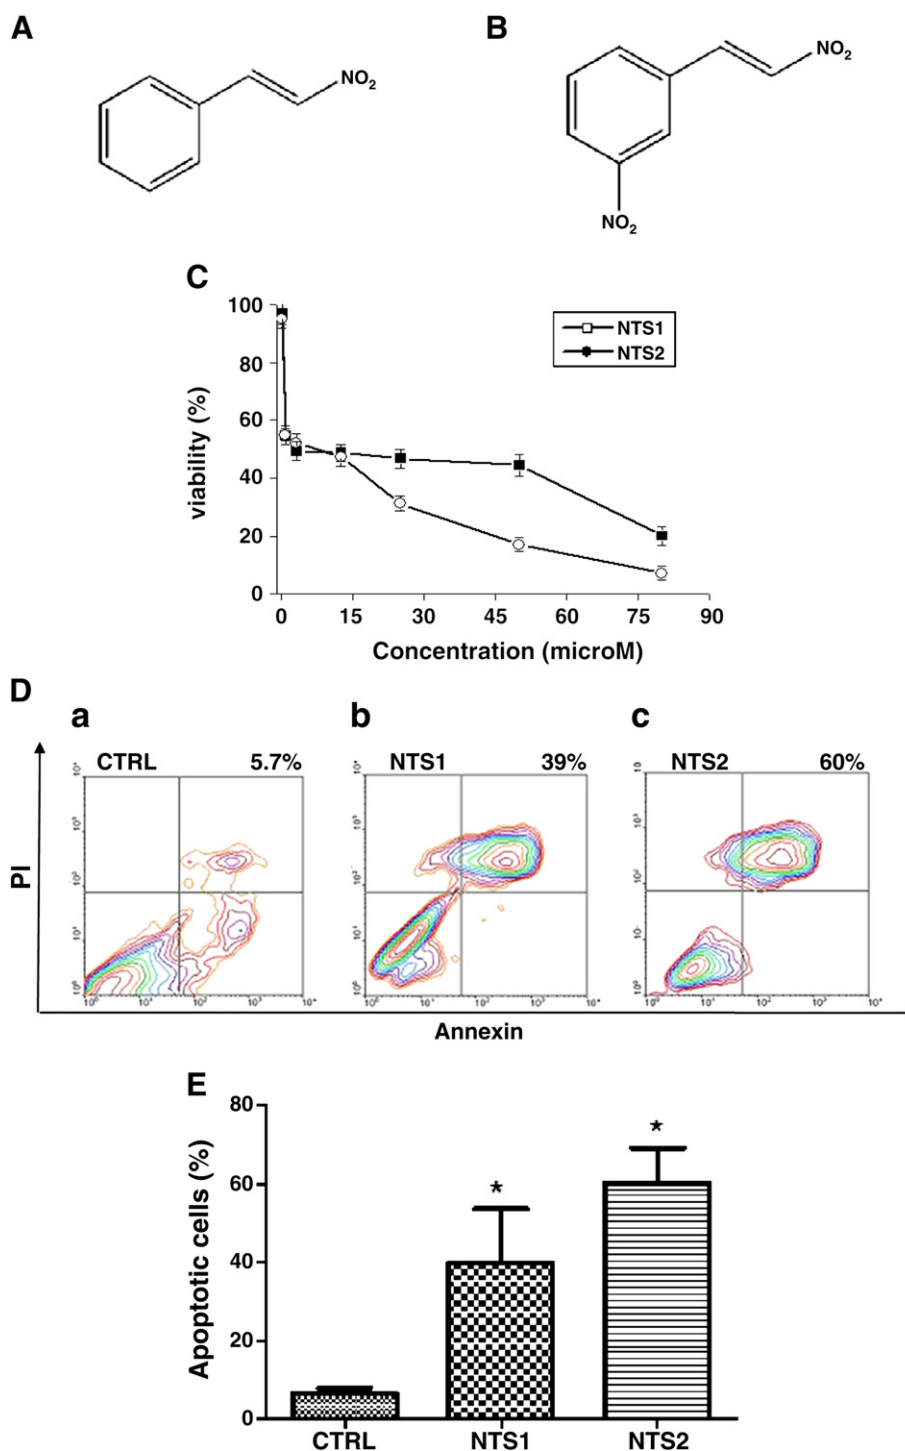 A
B
NO₂
NO₂
NO₂
C
100
80
60
40
20
0
viability (%)
NTS1
NTS2
0 15 30 45 60 75 90
Concentration (microM)
D
a b c
CTRL 5.7% NTS1 39% NTS2 60%
PI
Annexin
E
80
60
40
20
0
Apoptotic cells (%)
*
*
CTRL NTS1 NTS2